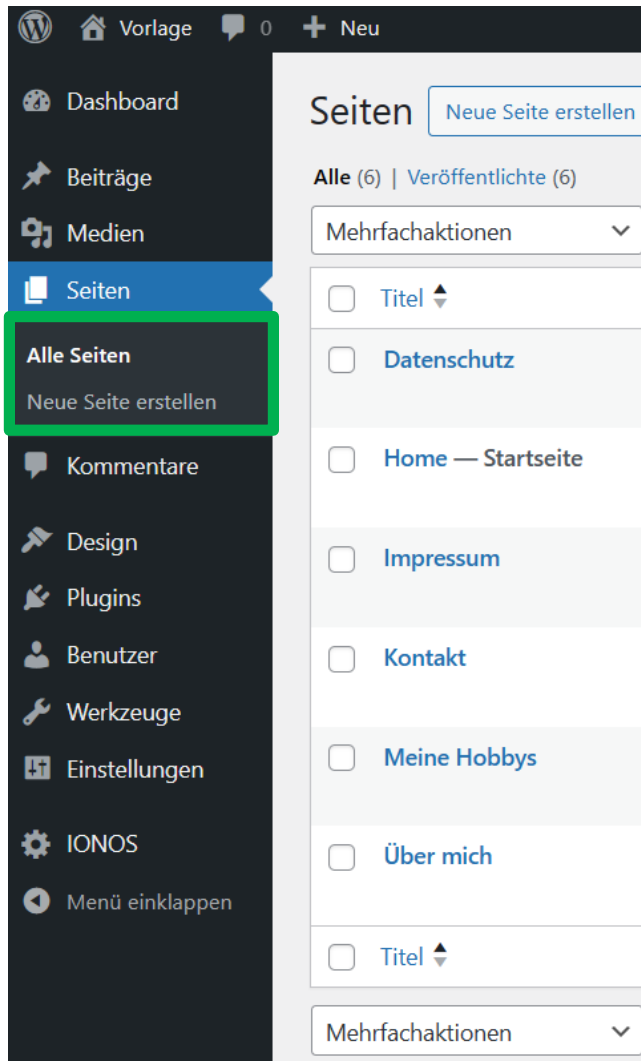 Vorlage 0 Neu
Dashboard
Beiträge
Medien
Seiten
Alle Seiten
Neue Seite erstellen
Kommentare
Design
Plugins
Benutzer
Werkzeuge
Einstellungen
IONOS
Menü einklappen
Seiten Neue Seite erstellen
Alle (6) | Veröffentlichte (6)
Mehrfachaktionen
Titel
Datenschutz
Home — Startseite
Impressum
Kontakt
Meine Hobbys
Über mich
Titel
Mehrfachaktionen